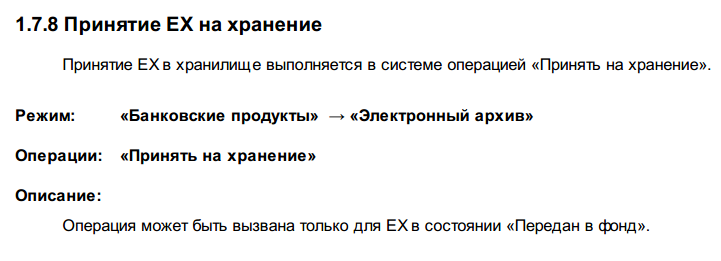 1.7.8 Принятие ЕХ на хранение
Принятие ЕХ в хранилище выполняется в системе операцией «Принять на хранение».
Режим: «Банковские продукты» → «Электронный архив»
Операции: «Принять на хранение»
Описание:
Операция может быть вызвана только для ЕХ в состоянии «Передан в фонд».